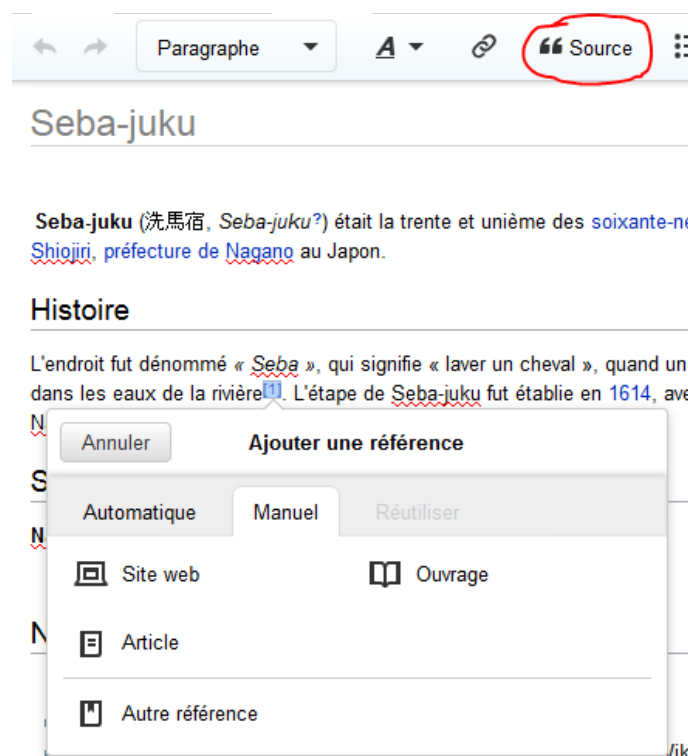 Paragraphe A Source
Seba-juku
Seba-juku (洗馬宿, Seba-juku?) était la trente et unième des soixante-ne
Shiojiri, préfecture de Nagano au Japon.
Histoire
L'endroit fut dénommé « Seba », qui signifie « laver un cheval », quand un
dans les eaux de la rivière[1]. L'étape de Seba-juku fut établie en 1614, ave
N
Annuler Ajouter une référence
S
Automatique Manuel Réutiliser
N
Site web Ouvrage
N
Article
Autre référence